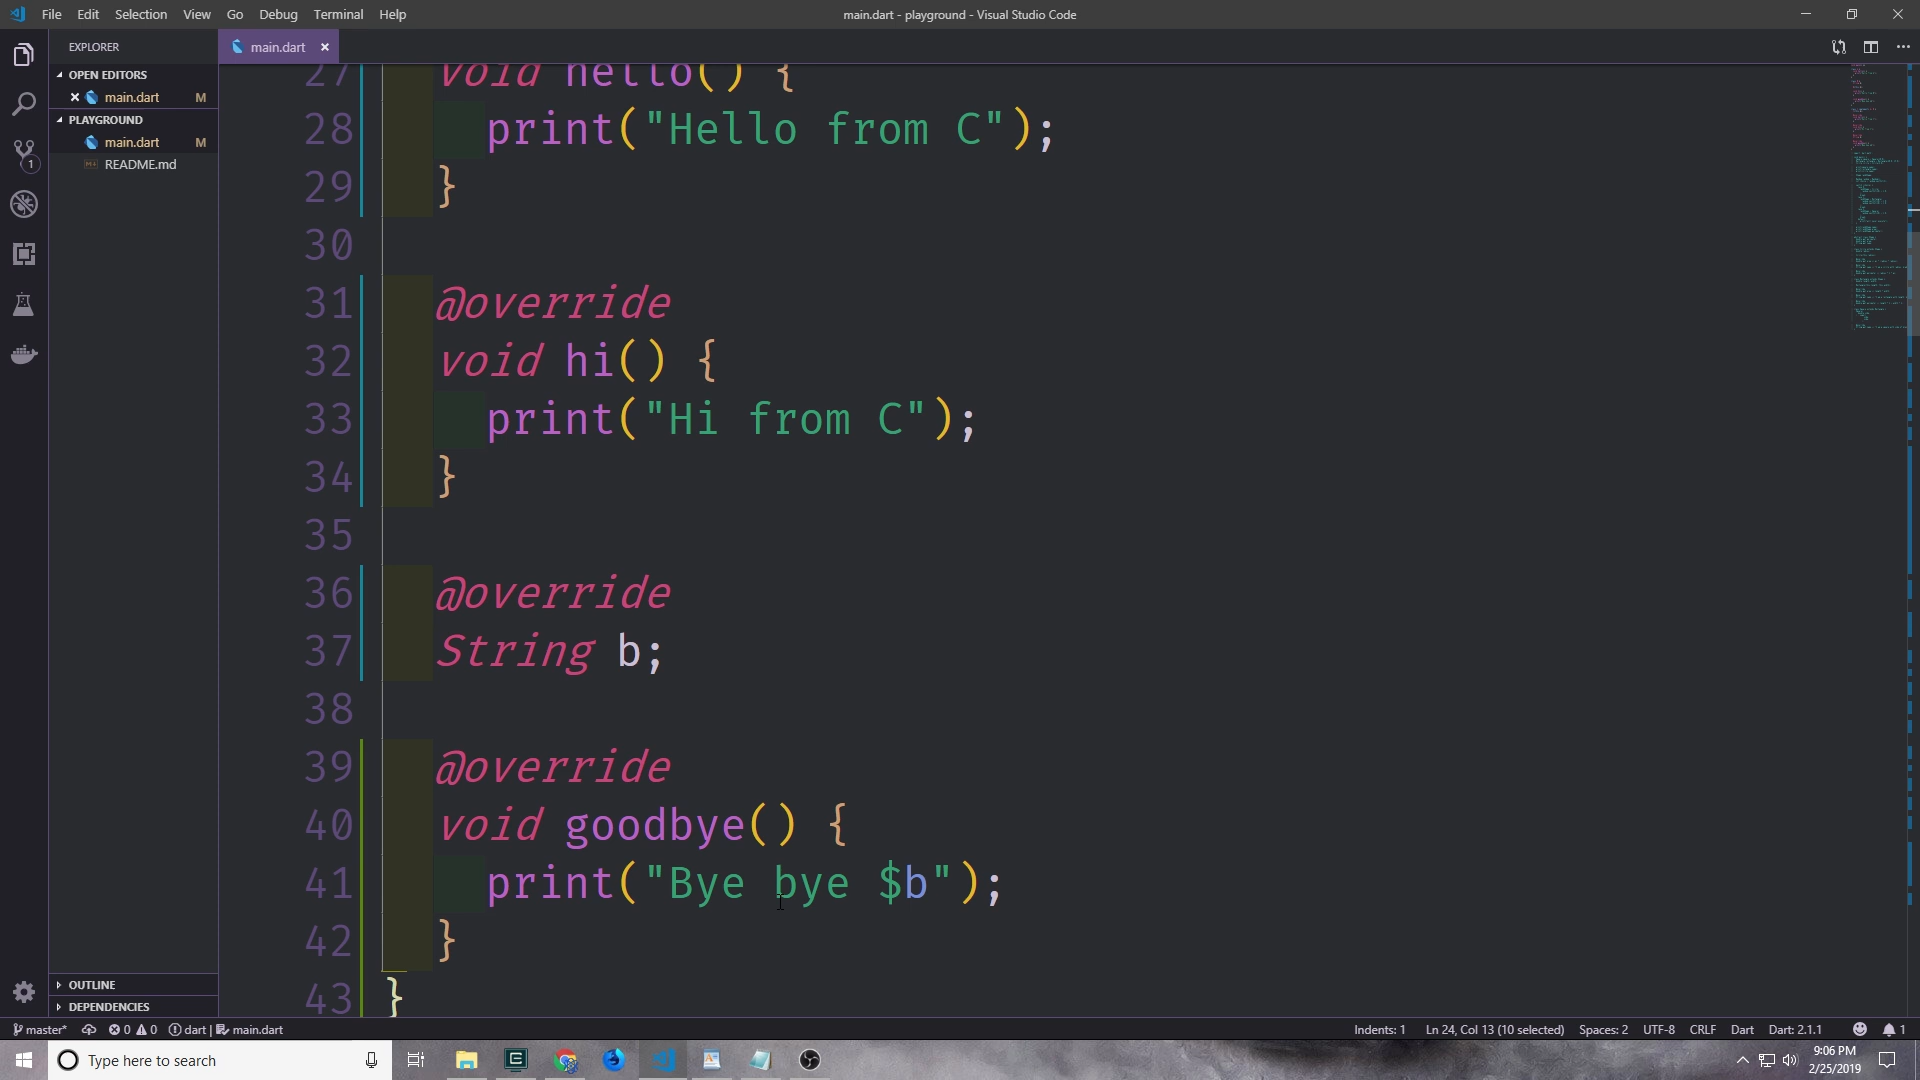 File Edit Selection View Go Debug Terminal Help
main.dart - playground - Visual Studio Code
EXPLORER
main.dart
OPEN EDITORS
main.dart M
PLAYGROUND
main.dart M
README.md
1
27 void hello() {
28 print("Hello from C");
29 }
30
31 @override
32 void hi() {
33 print("Hi from C");
34 }
35
36 @override
37 String b;
38
39 @override
40 void goodbye() {
41 print("Bye bye $b");
42 }
43 }
OUTLINE
DEPENDENCIES
master* 0 0 dart | main.dart
Indents: 1 Ln 24, Col 13 (10 selected) Spaces: 2 UTF-8 CRLF Dart Dart: 2.1.1 1
Type here to search
9:06 PM
2/25/2019